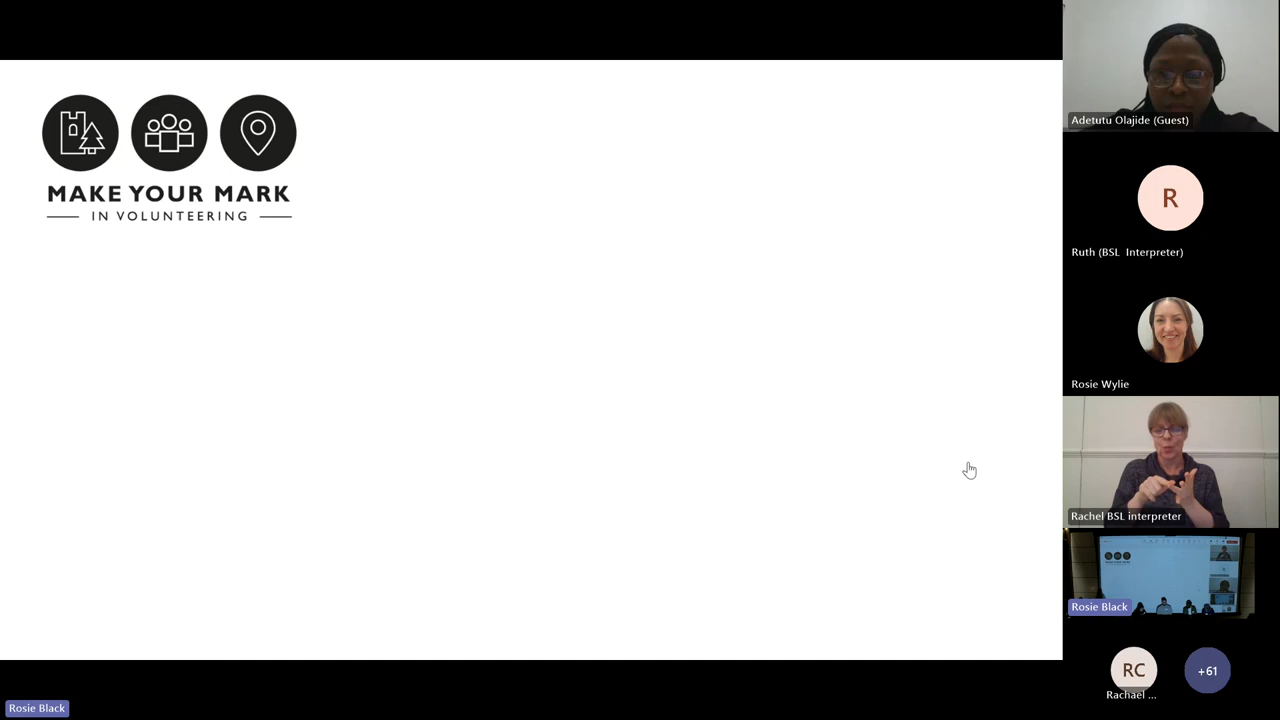 MAKE YOUR MARK
IN VOLUNTEERING
Adetutu Olajide (Guest)
R
Ruth (BSL Interpreter)
Rosie Wylie
Rachel BSL interpreter
Rosie Black
RC
+61
Rachael ...
Rosie Black